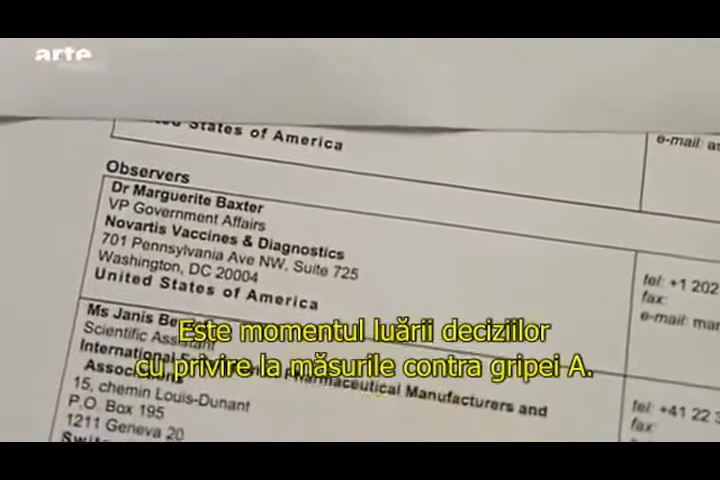 arte
United States of America
e-mail:
Observers
Dr Marguerite Baxter
VP Government Affairs
Novartis Vaccines & Diagnostics
701 Pennsylvania Ave NW, Suite 725
Washington, DC 20004
United States of America
tel: +1 202
fax:
e-mail: mar
Ms Janis
Scientific
International Pharmaceutical Manufacturers and
15, chemin Louis-Dunant
P.O. Box 195
1211 Geneva 20
tel: +41 22 3
fax:
Este momentul luării deciziilor
cu privire la măsurile contra gripei A.